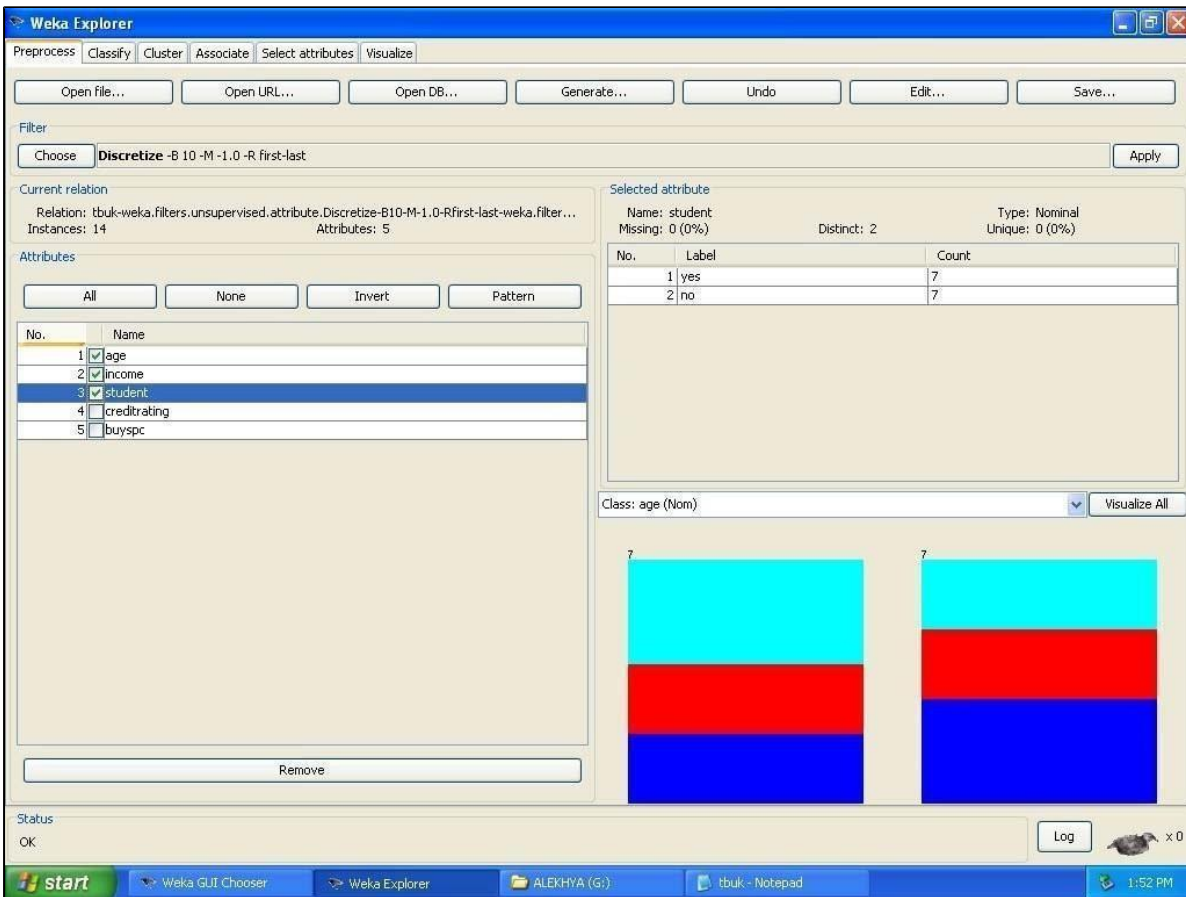 Weka Explorer
Preprocess Classify Cluster Associate Select attributes Visualize
Open file... Open URL... Open DB... Generate... Undo Edit... Save...
Filter
Choose Discretize -B 10 -M -1.0 -R first-last Apply
Current relation
Relation: tbuk-weka.filters.unsupervised.attribute.Discretize-B10-M-1.0-Rfirst-last-weka.filter...
Instances: 14 Attributes: 5
Attributes
All None Invert Pattern
No. Name
1 age
2 income
3 student
4 creditrating
5 buyspc
Remove
Selected attribute
Name: student Type: Nominal
Missing: 0 (0%) Distinct: 2 Unique: 0 (0%)
No. Label Count
1 yes 7
2 no 7
Class: age (Nom) Visualize All
7 7
Status
OK
Log x 0
start Weka GUI Chooser Weka Explorer ALEKHYA (G:) tbuk - Notepad 1:52 PM